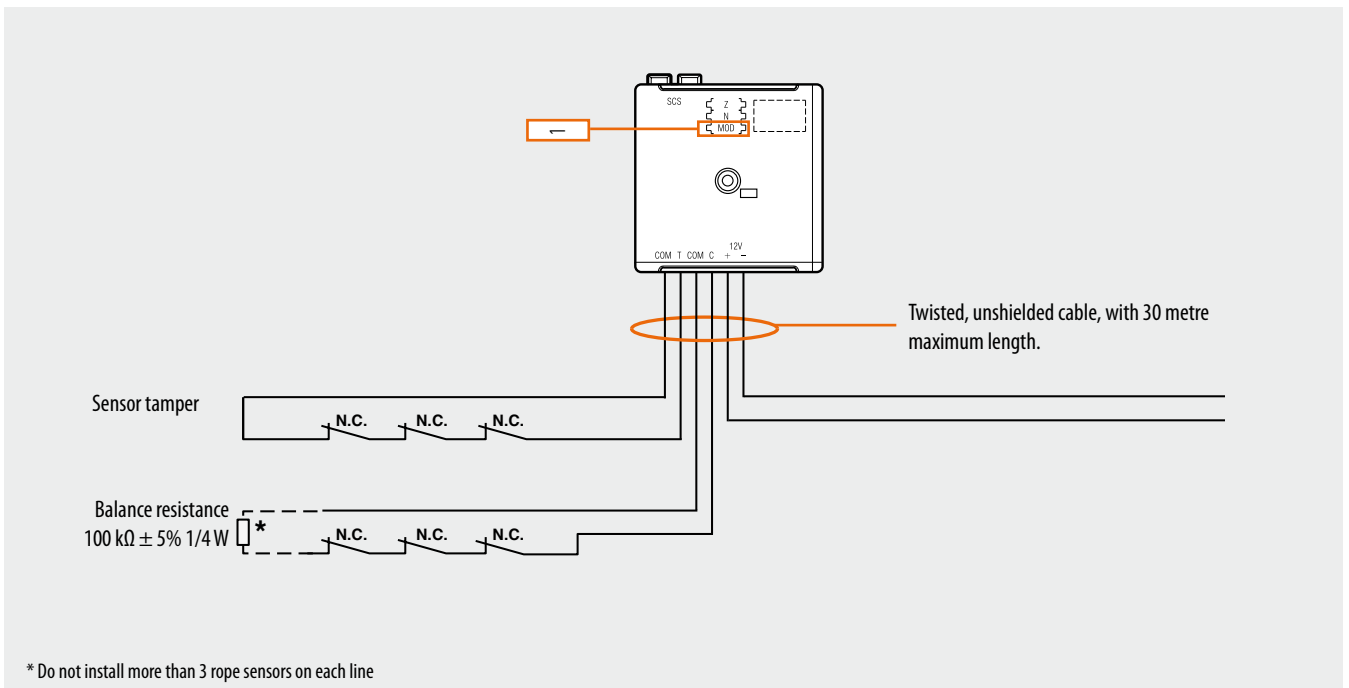 SCS
Z
N
MOD
1
12V
COM T COM C + -
Twisted, unshielded cable, with 30 metre
maximum length.
Sensor tamper
N.C. N.C. N.C.
Balance resistance
100 kΩ ± 5% 1/4 W
*
N.C. N.C. N.C.
* Do not install more than 3 rope sensors on each line